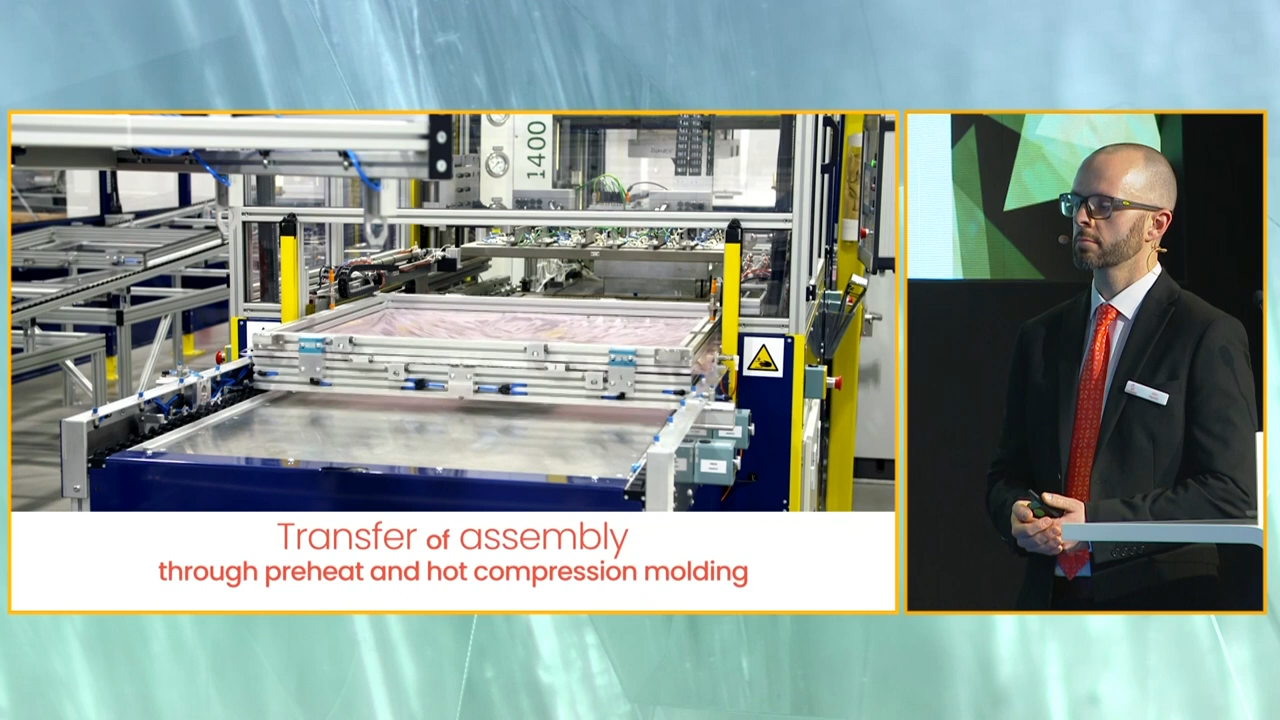 1400
Transfer of assembly
through preheat and hot compression molding